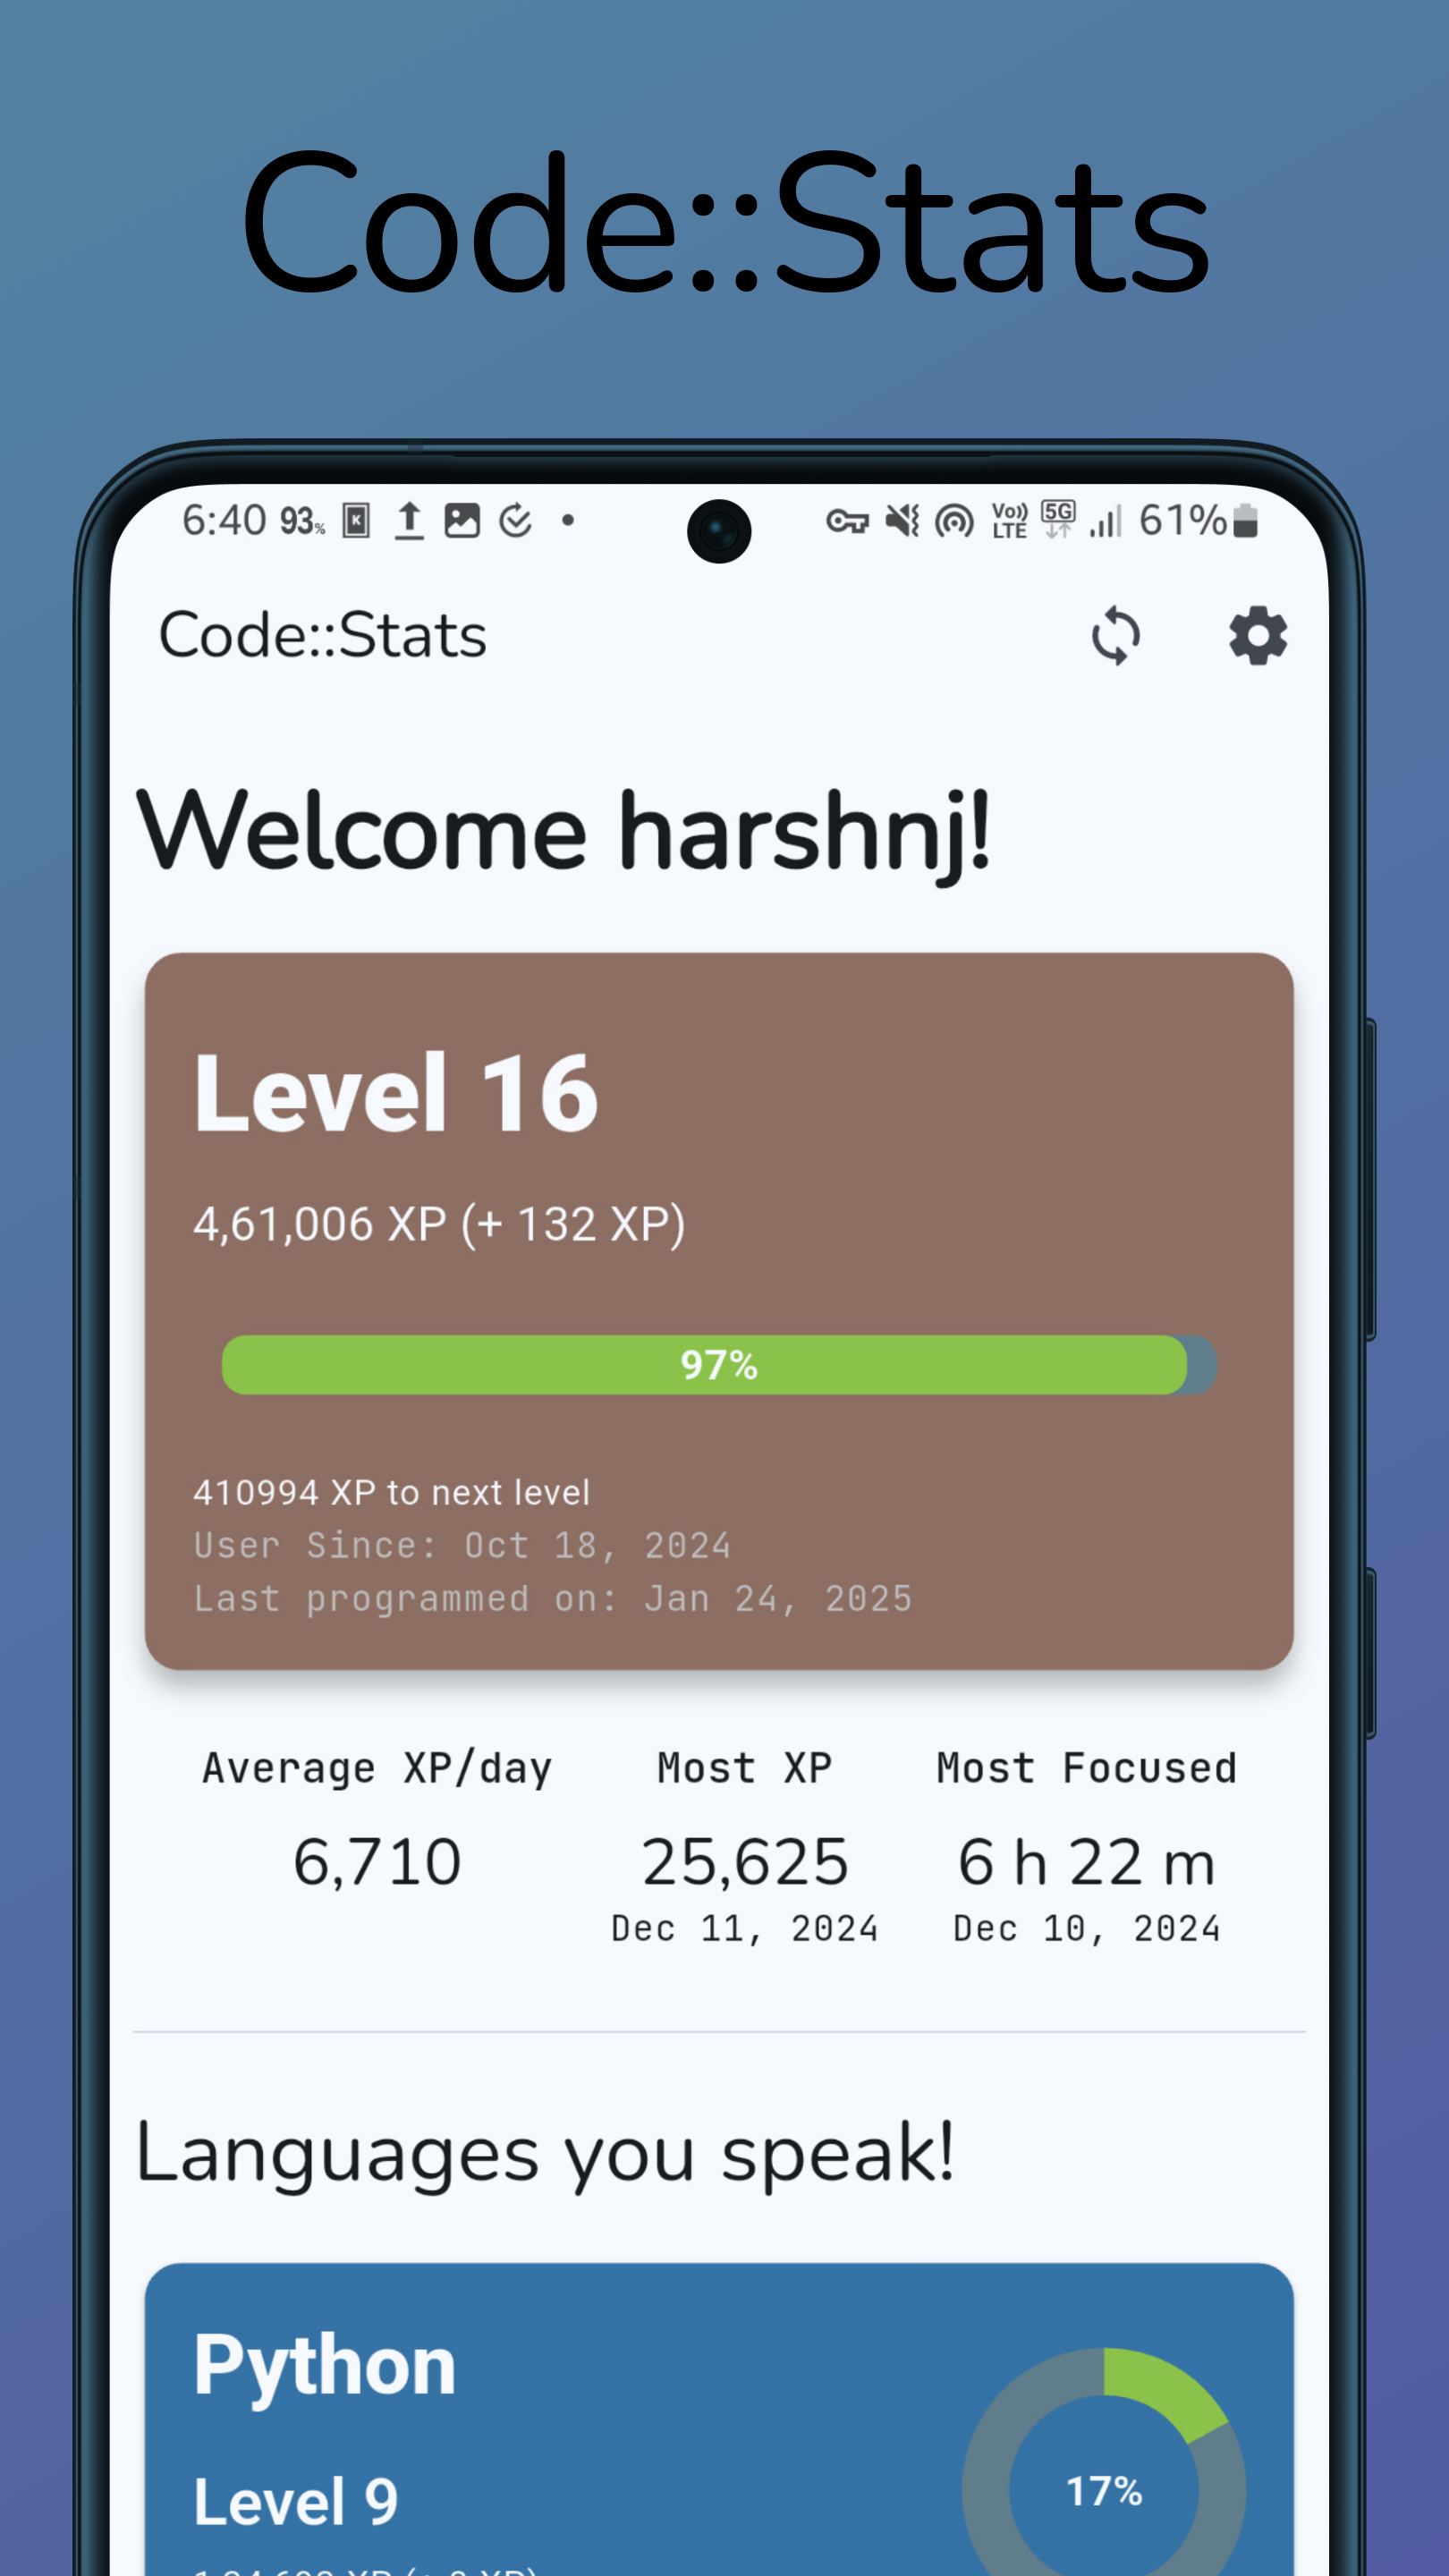 Code::Stats
6:40 93% K Vo)) LTE 5G 61%
Code::Stats
Welcome harshnj!
Level 16
4,61,006 XP (+ 132 XP)
97%
410994 XP to next level
User Since: Oct 18, 2024
Last programmed on: Jan 24, 2025
Average XP/day Most XP Most Focused
6,710 25,625 6 h 22 m
Dec 11, 2024 Dec 10, 2024
Languages you speak!
Python
Level 9
17%